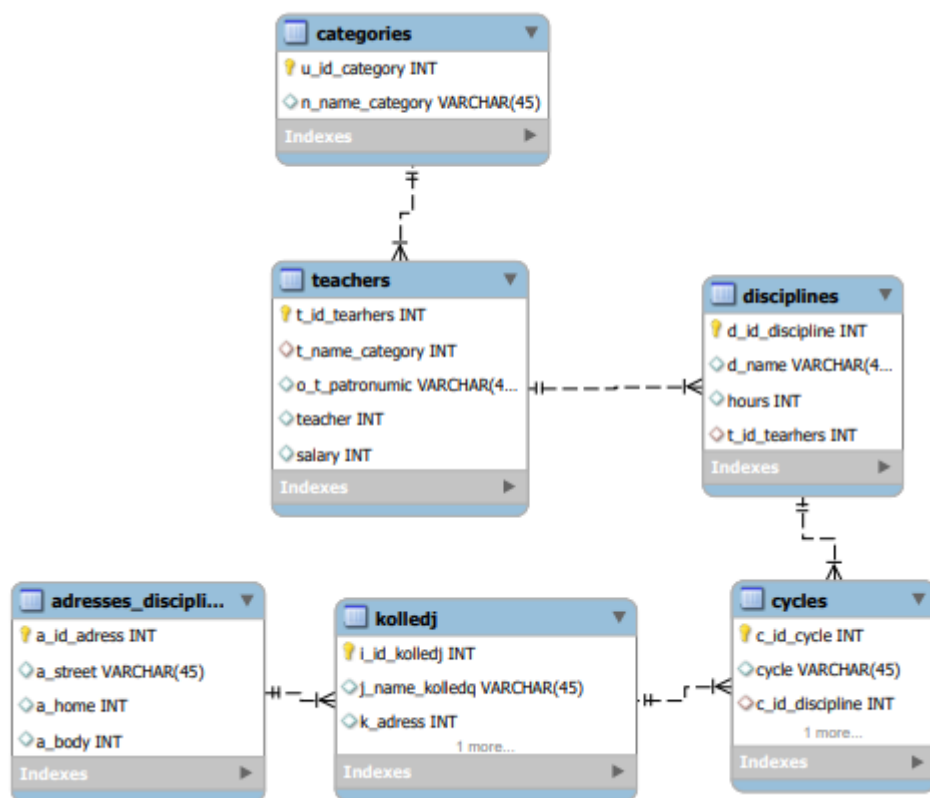 categories
u_id_category INT
n_name_category VARCHAR(45)
Indexes
teachers
t_id_tearhers INT
t_name_category INT
o_t_patronumic VARCHAR(4...
teacher INT
salary INT
Indexes
disciplines
d_id_discipline INT
d_name VARCHAR(4...
hours INT
t_id_tearhers INT
Indexes
adresses_discipli...
a_id_adress INT
a_street VARCHAR(45)
a_home INT
a_body INT
Indexes
kolledj
i_id_kolledj INT
j_name_kolledq VARCHAR(45)
k_adress INT
1 more...
Indexes
cycles
c_id_cycle INT
cycle VARCHAR(45)
c_id_discipline INT
1 more...
Indexes